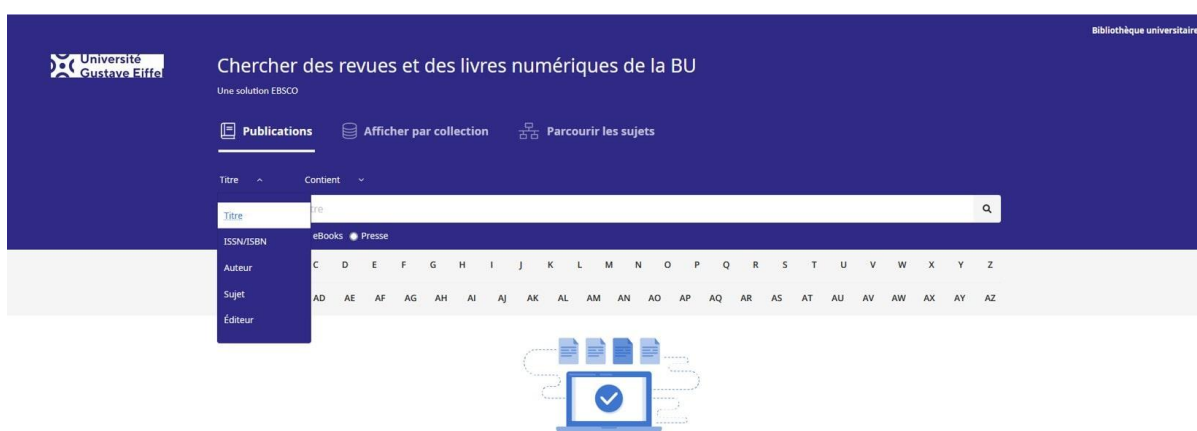 Bibliothèque universitaire
Université
Gustave Eiffel
Chercher des revues et des livres numériques de la BU
Une solution EBSCO
Publications Afficher par collection Parcourir les sujets
Titre Contient
Titre
ISSN/ISBN eBooks Presse
Auteur C D E F G H I J K L M N O P Q R S T U V W X Y Z
Sujet AD AE AF AG AH AI AJ AK AL AM AN AO AP AQ AR AS AT AU AV AW AX AY AZ
Éditeur